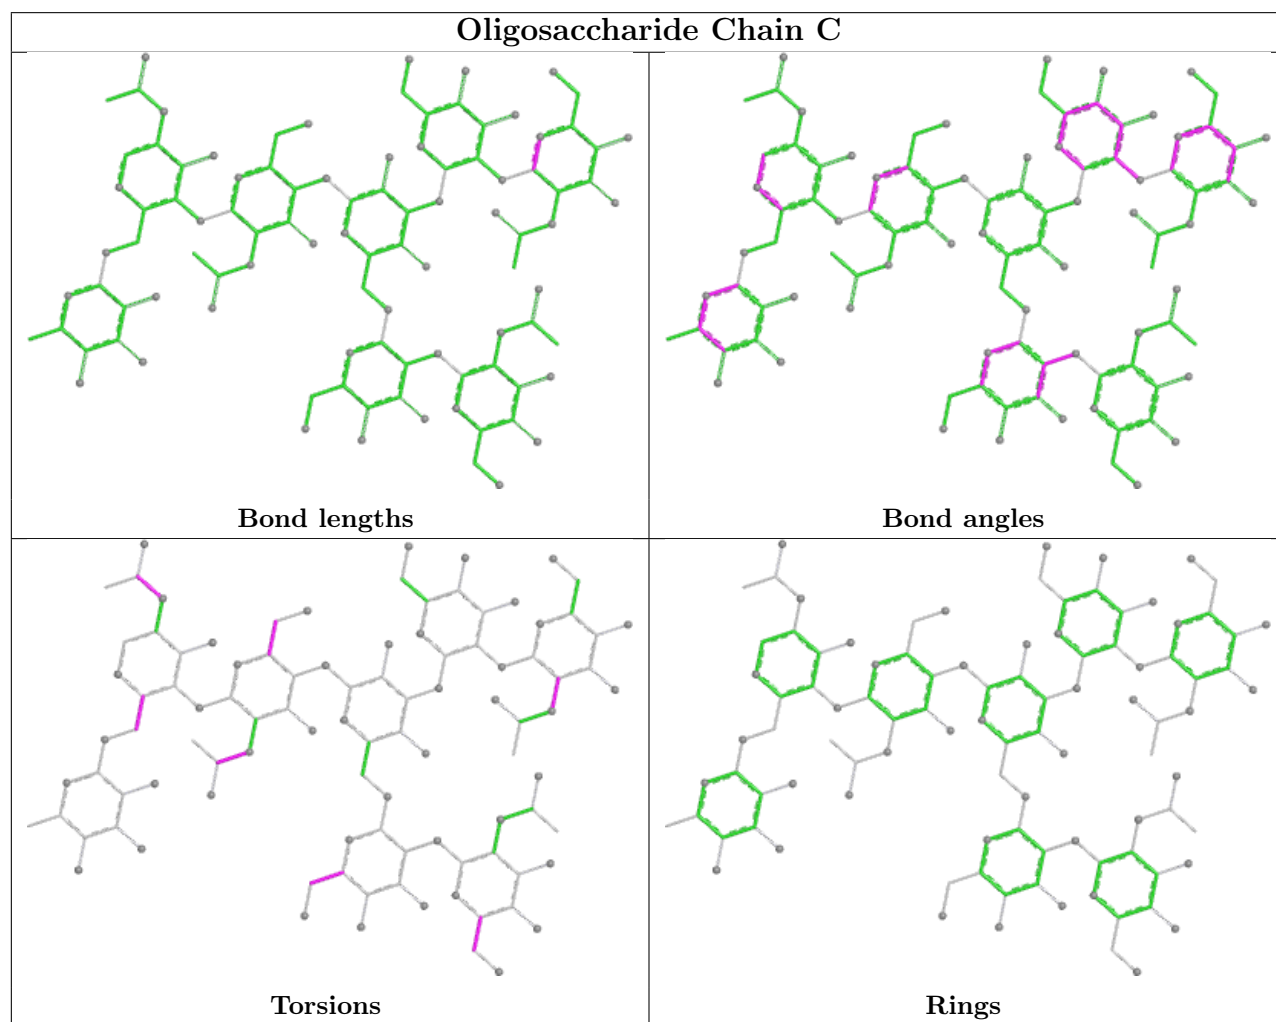 Oligosaccharide Chain C
Bond lengths
Bond angles
Torsions
Rings